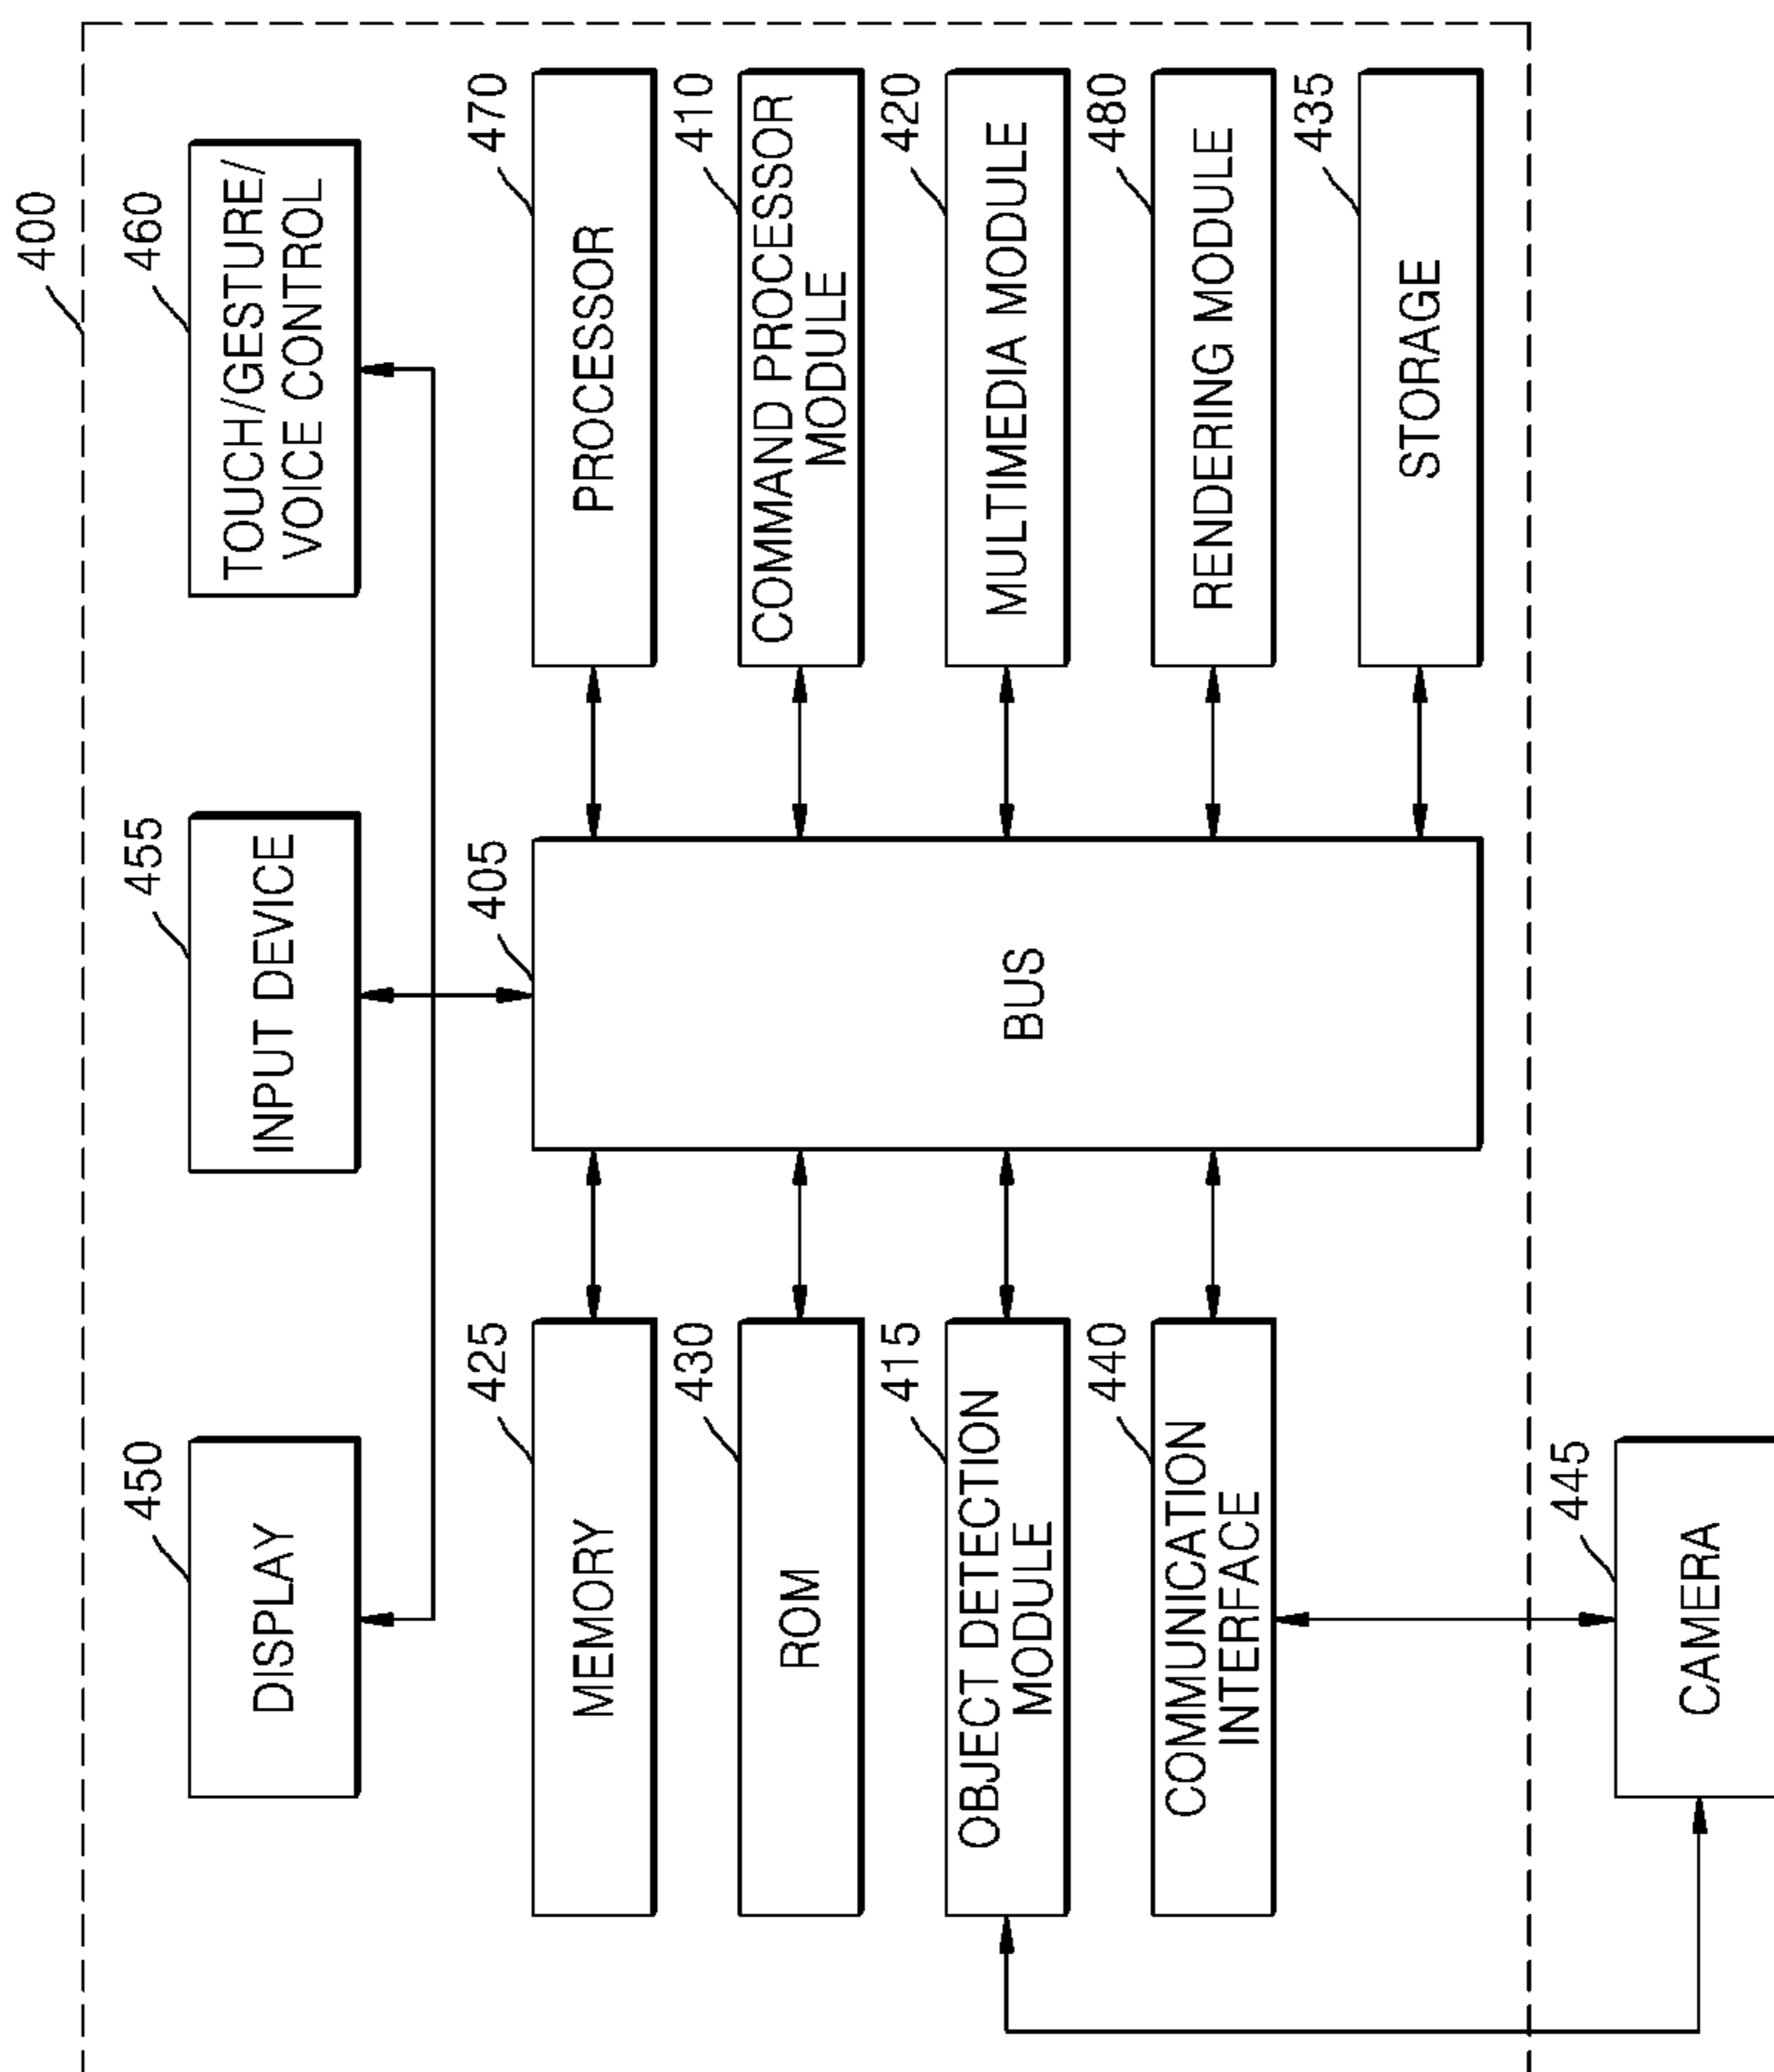 400
450
DISPLAY
455
INPUT DEVICE
460
TOUCH/GESTURE/
VOICE CONTROL
425
MEMORY
405
BUS
470
PROCESSOR
430
ROM
410
COMMAND PROCESSOR
MODULE
415
OBJECT DETECTION
MODULE
420
MULTIMEDIA MODULE
440
COMMUNICATION
INTERFACE
480
RENDERING MODULE
435
STORAGE
445
CAMERA